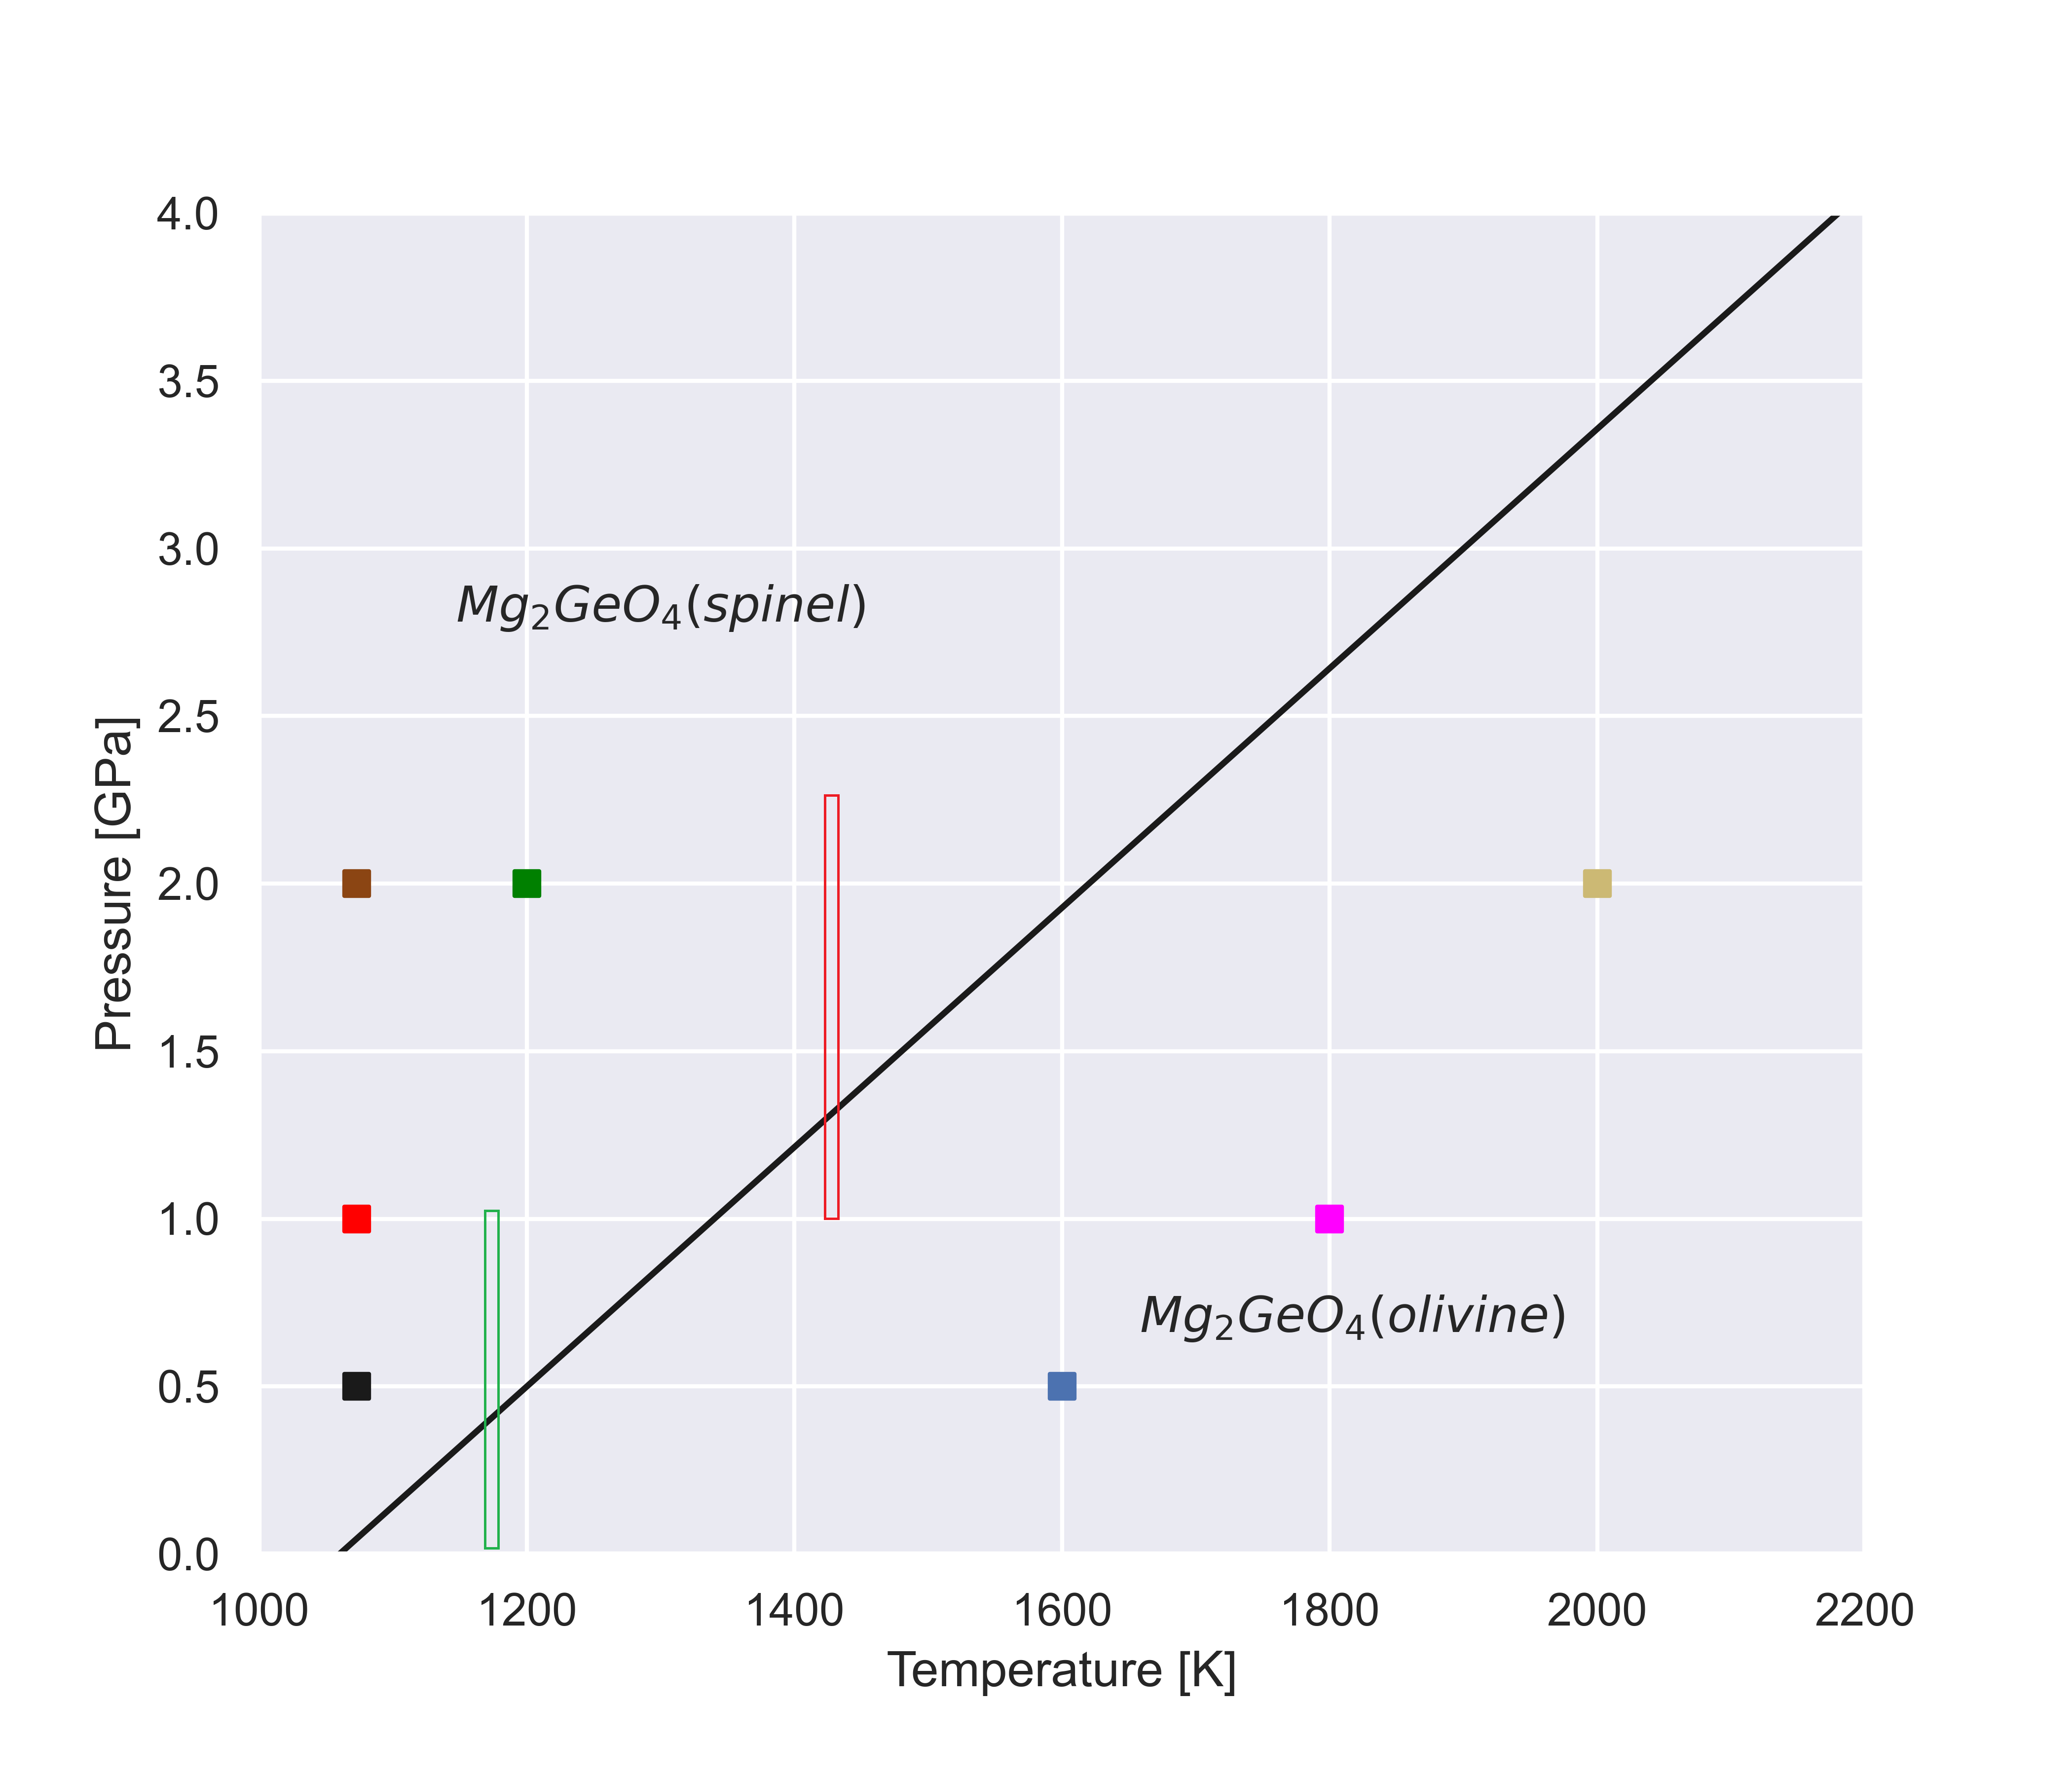 4.0
3.5
3.0
Mg₂GeO₄(spinel)
2.5
Pressure [GPa]
2.0
1.5
1.0
Mg₂GeO₄(olivine)
0.5
0.0
1000 1200 1400 1600 1800 2000 2200
Temperature [K]